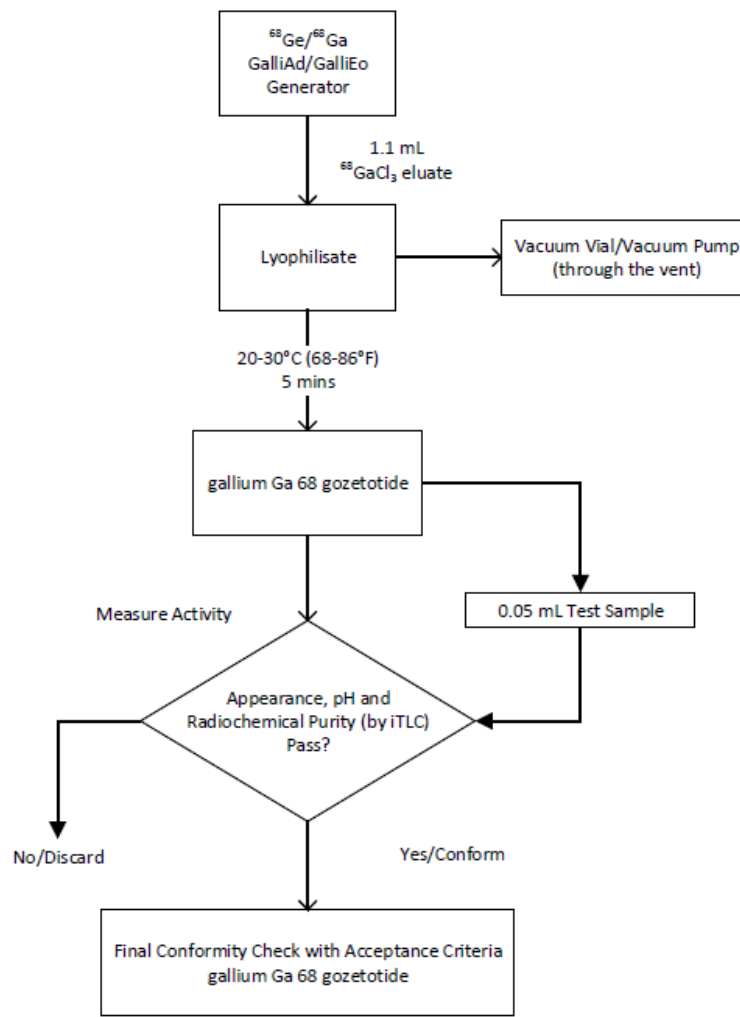 ⁶⁸Ge/⁶⁸Ga
GalliAd/GalliEo
Generator
1.1 mL
⁶⁸GaCl₃ eluate
Lyophilisate
Vacuum Vial/Vacuum Pump
(through the vent)
20-30°C (68-86°F)
5 mins
gallium Ga 68 gozetotide
Measure Activity
0.05 mL Test Sample
Appearance, pH and
Radiochemical Purity (by iTLC)
Pass?
No/Discard
Yes/Conform
Final Conformity Check with Acceptance Criteria
gallium Ga 68 gozetotide